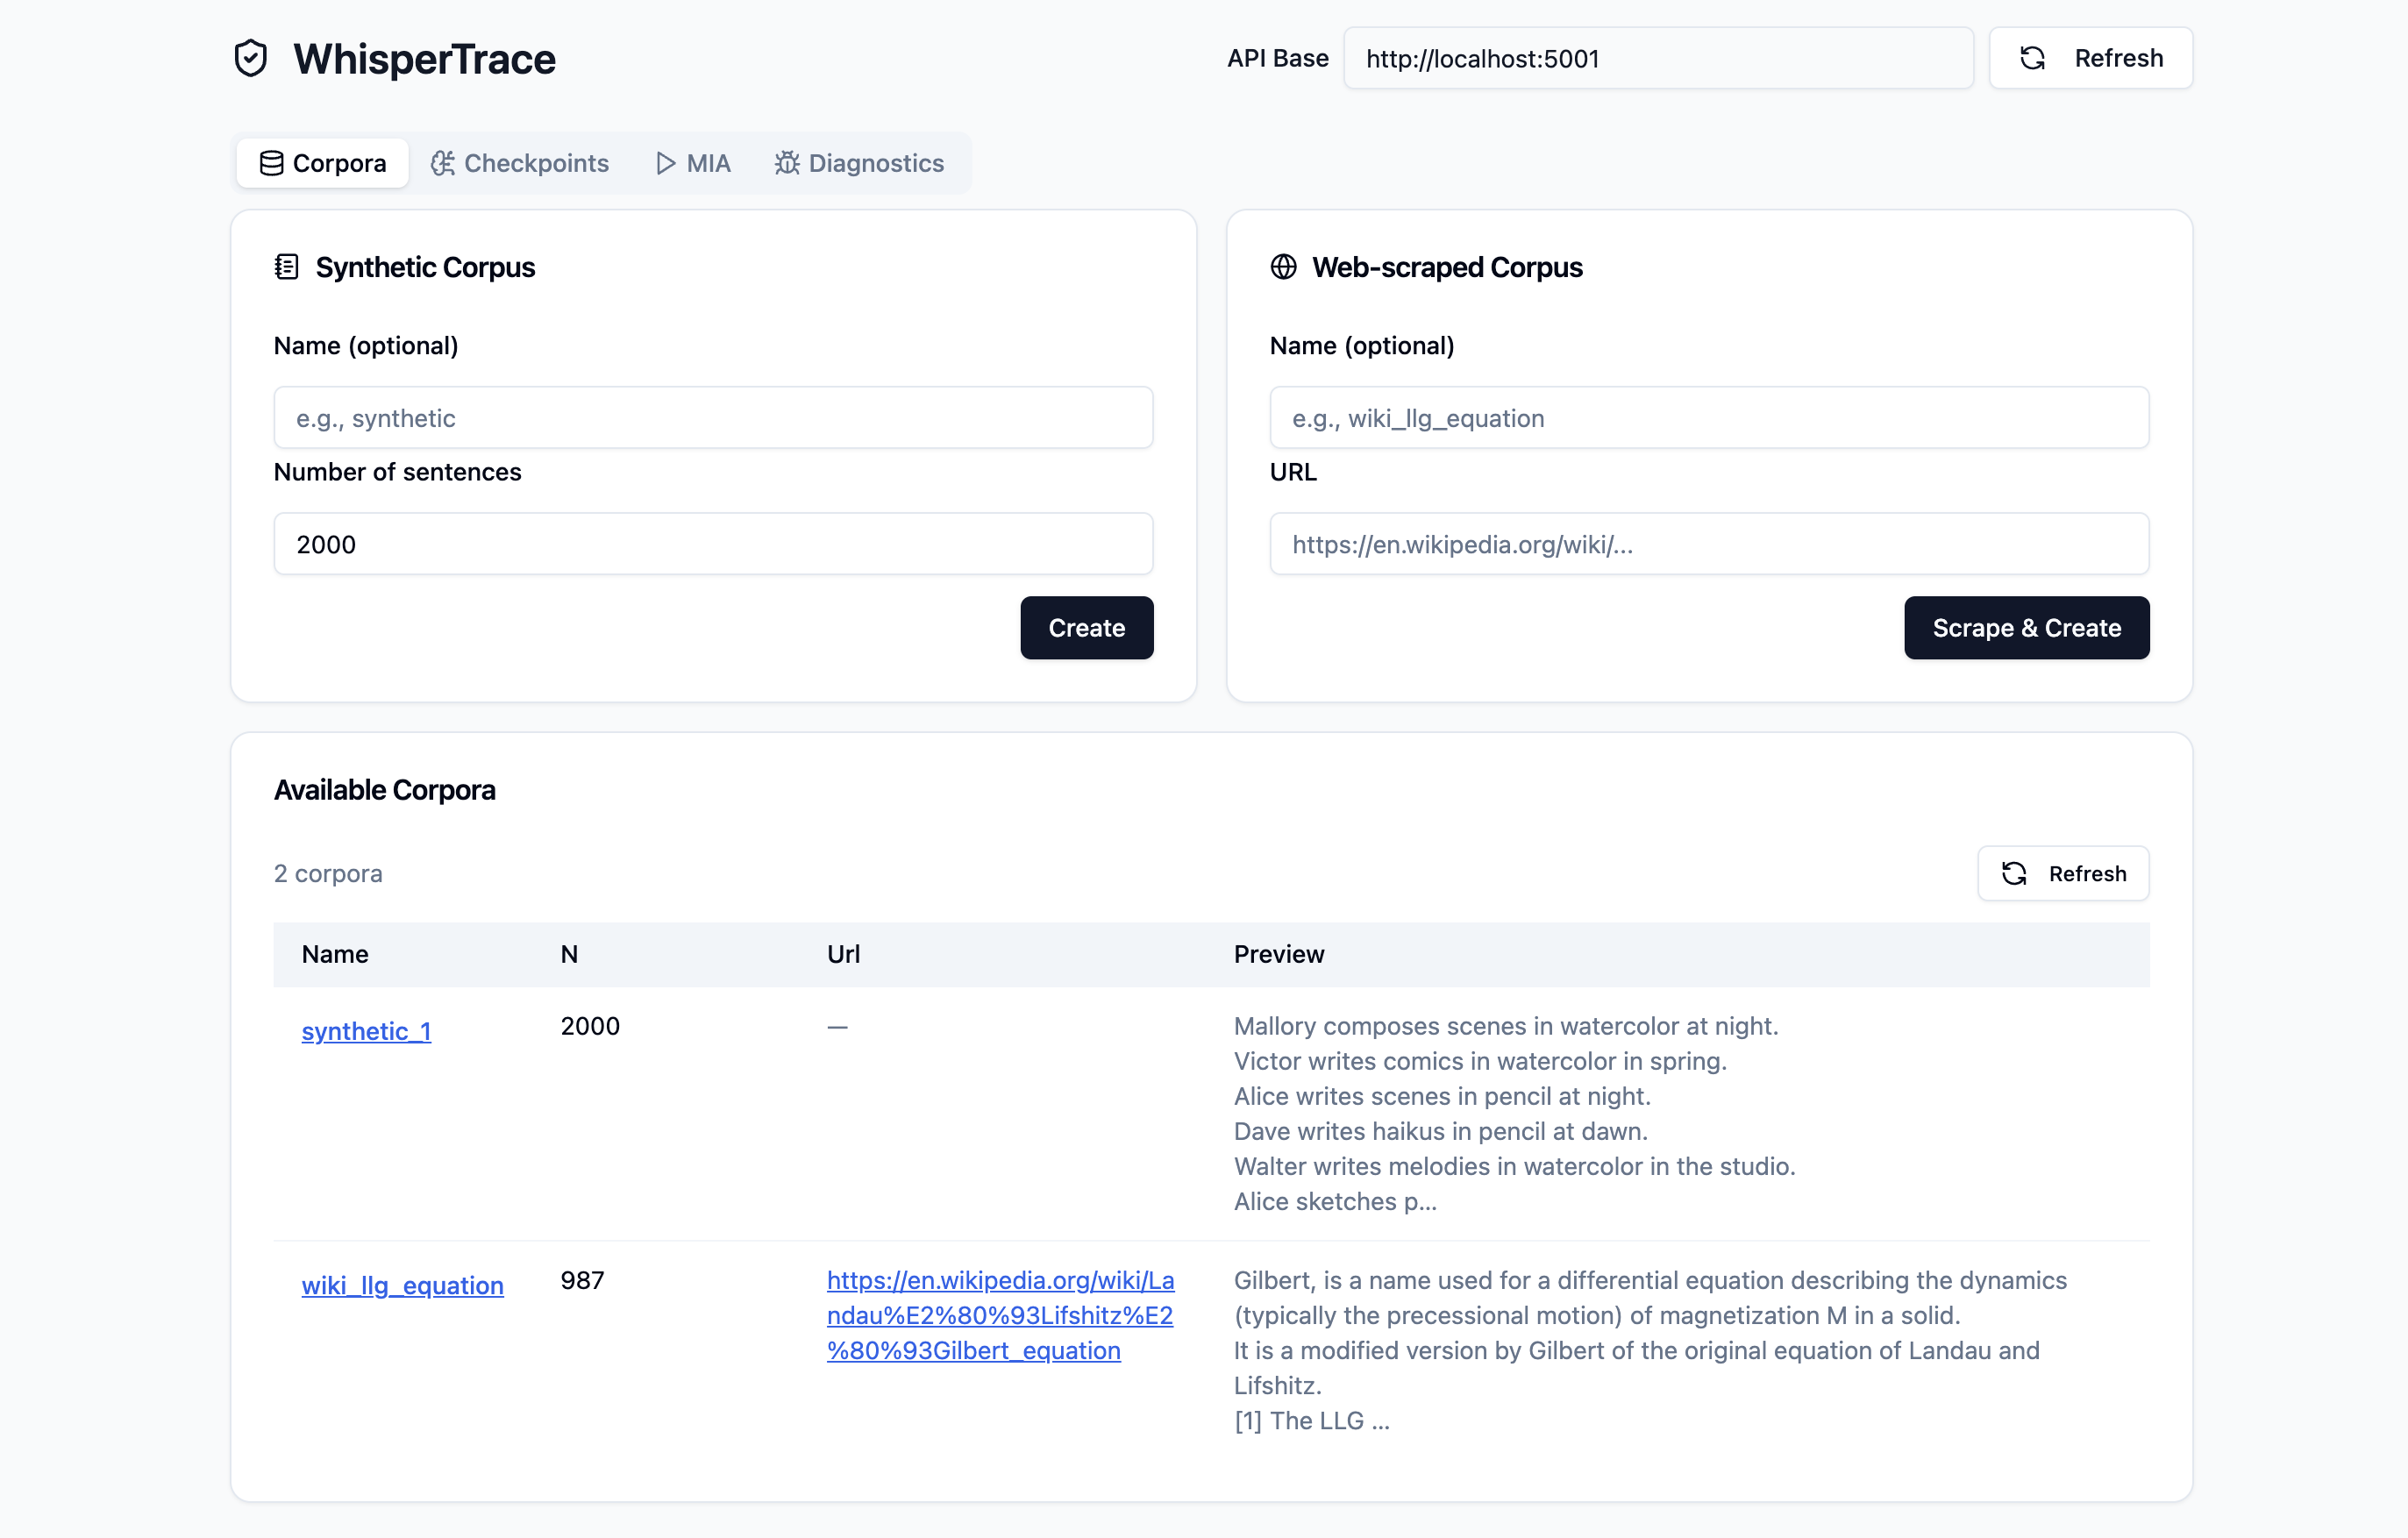 WhisperTrace
API Base
http://localhost:5001
Refresh
Corpora
Checkpoints
MIA
Diagnostics
Synthetic Corpus
Name (optional)
e.g., synthetic
Number of sentences
2000
Create
Web-scraped Corpus
Name (optional)
e.g., wiki_llg_equation
URL
https://en.wikipedia.org/wiki/...
Scrape & Create
Available Corpora
2 corpora
Refresh
Name N Url Preview
synthetic_1
2000
—
Mallory composes scenes in watercolor at night.
Victor writes comics in watercolor in spring.
Alice writes scenes in pencil at night.
Dave writes haikus in pencil at dawn.
Walter writes melodies in watercolor in the studio.
Alice sketches p...
wiki_llg_equation
987
https://en.wikipedia.org/wiki/La
ndau%E2%80%93Lifshitz%E2
%80%93Gilbert_equation
Gilbert, is a name used for a differential equation describing the dynamics
(typically the precessional motion) of magnetization M in a solid.
It is a modified version by Gilbert of the original equation of Landau and
Lifshitz.
[1] The LLG ...